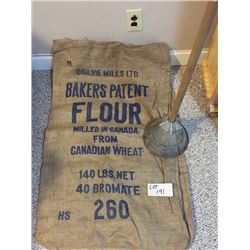 OGILVIE MILLS LTD.
BAKERS PATENT
FLOUR
MILLED IN CANADA
FROM
CANADIAN WHEAT
140 LBS. NET
40 BROMATE
HS 260
LOT
191